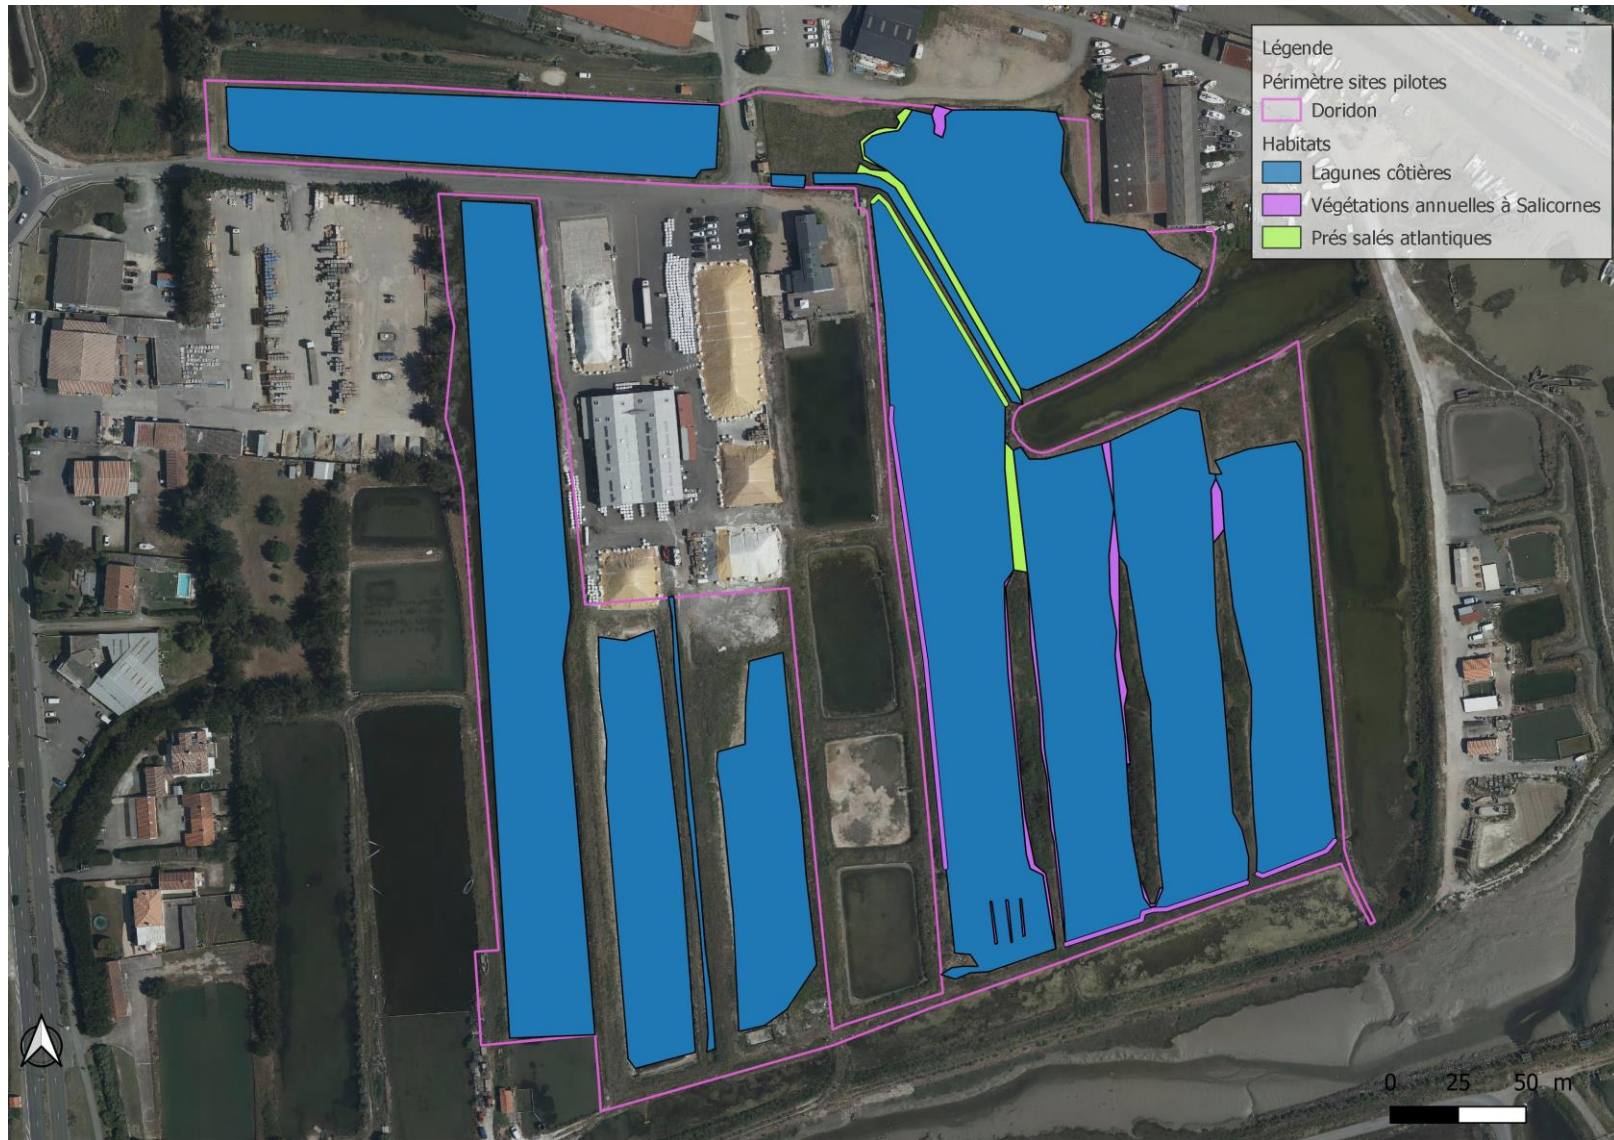 Légende
Périmètre sites pilotes
Doridon
Habitats
Lagunes côtières
Végétations annuelles à Salicornes
Prés salés atlantiques
0 25 50 m